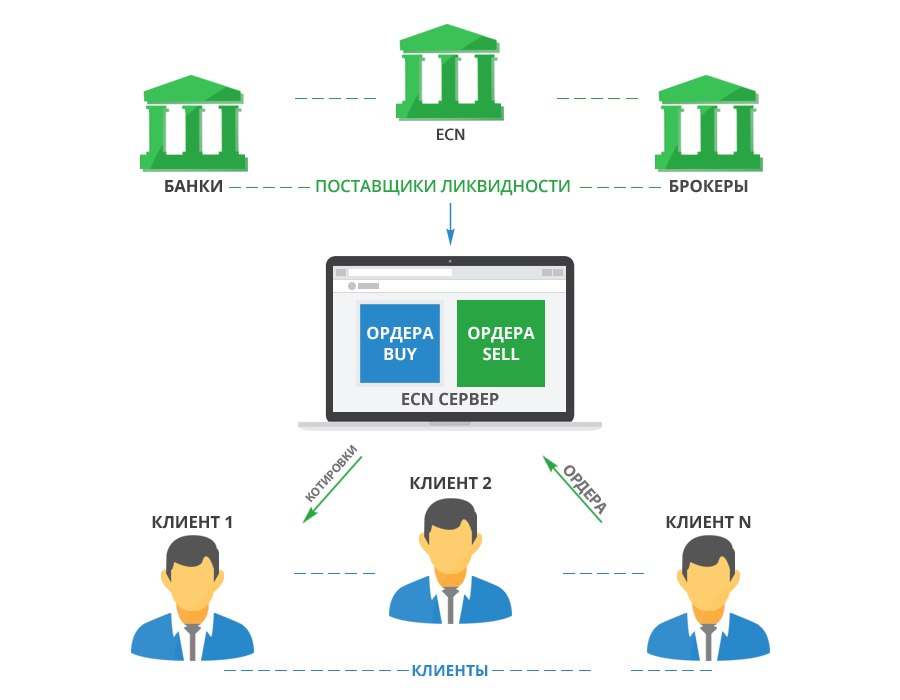 ECN
БАНКИ
ПОСТАВЩИКИ ЛИКВИДНОСТИ
БРОКЕРЫ
ОРДЕРА
BUY
ОРДЕРА
SELL
ECN СЕРВЕР
КОТИРОВКИ
ОРДЕРА
КЛИЕНТ 1
КЛИЕНТ 2
КЛИЕНТ N
КЛИЕНТЫ